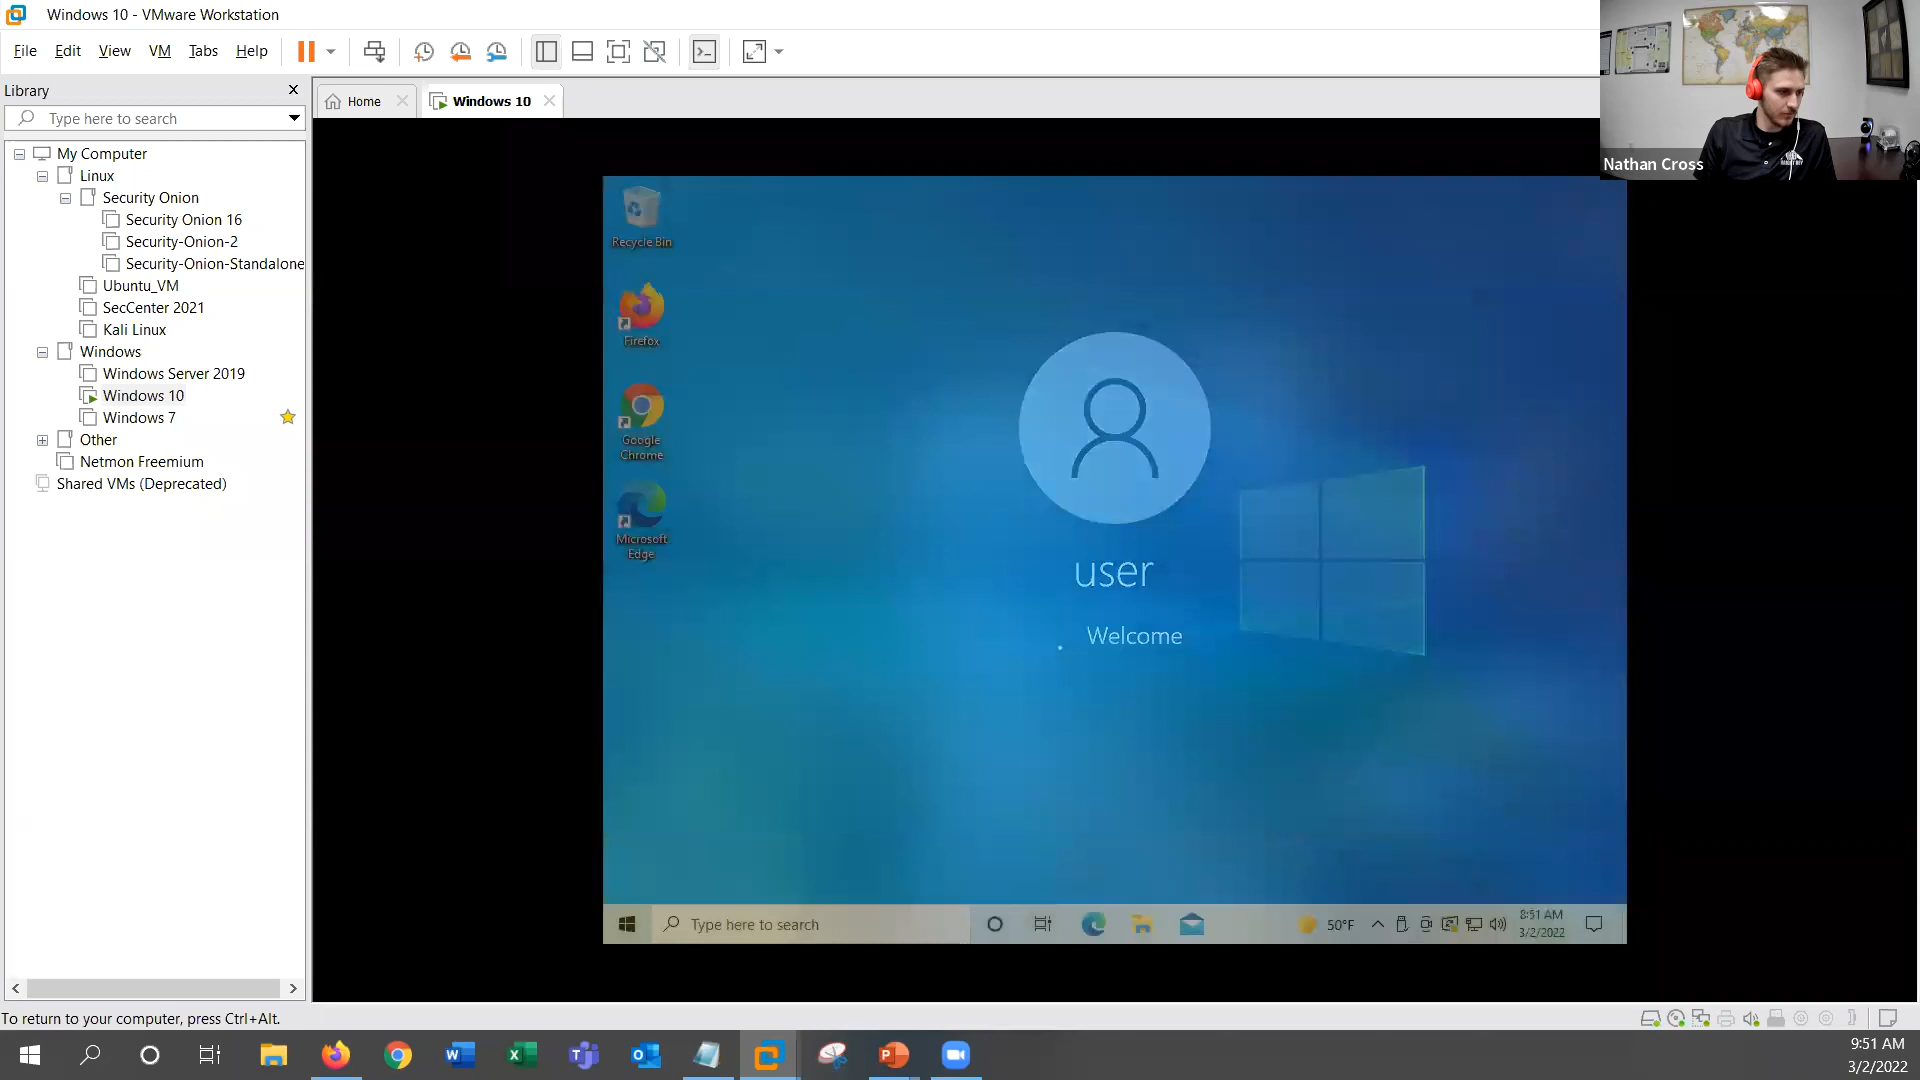 Windows 10 - VMware Workstation
File Edit View VM Tabs Help
Library
Type here to search
My Computer
Linux
Security Onion
Security Onion 16
Security-Onion-2
Security-Onion-Standalone
Ubuntu_VM
SecCenter 2021
Kali Linux
Windows
Windows Server 2019
Windows 10
Windows 7
Other
Netmon Freemium
Shared VMs (Deprecated)
Home
Windows 10
Nathan Cross
Recycle Bin
Firefox
Google
Chrome
Microsoft
Edge
user
Welcome
Type here to search
50°F
8:51 AM
3/2/2022
To return to your computer, press Ctrl+Alt.
9:51 AM
3/2/2022